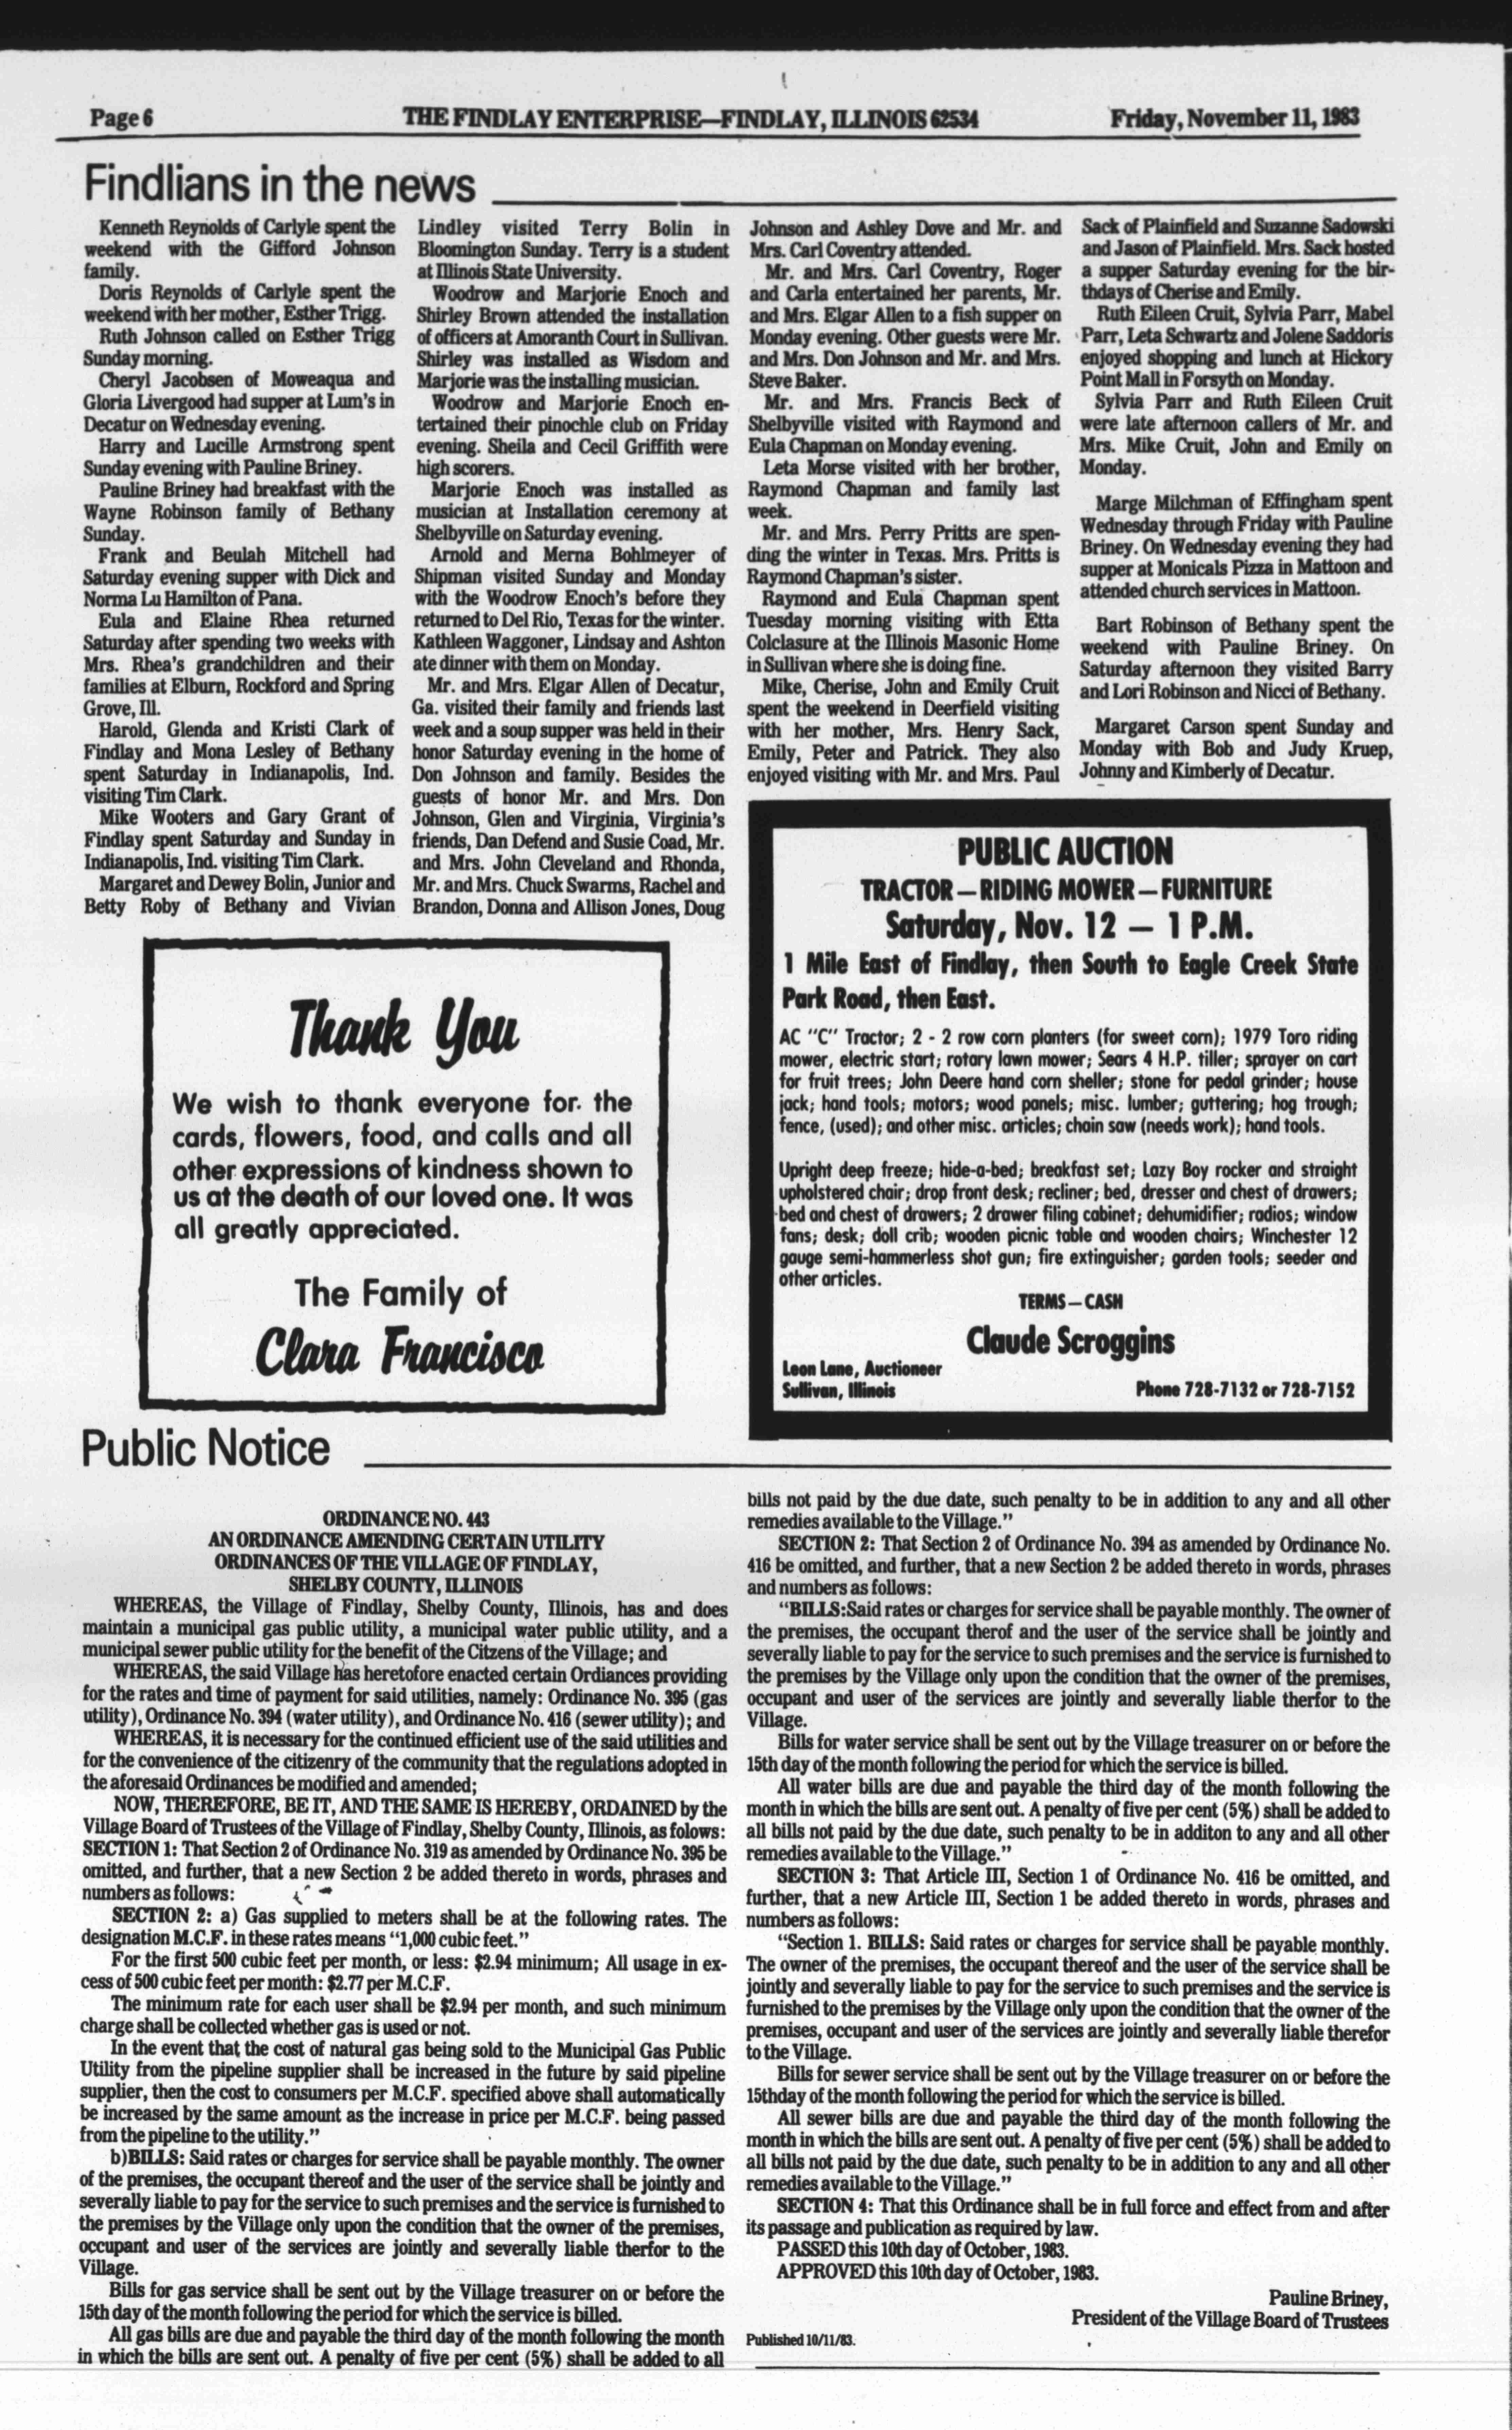 Page 6
THE FINDLAY ENTERPRISE—FINDLAY, ILLINOIS 62534
Friday, November 11, 1983
Findlians in the news
Kenneth Reynolds of Carlyle spent the
weekend with the Gifford Johnson
family.
Doris Reynolds of Carlyle spent the
weekend with her mother, Esther Trigg.
Ruth Johnson called on Esther Trigg
Sunday morning.
Cheryl Jacobsen of Moweaqua and
Gloria Livergood had supper at Lum's in
Decatur on Wednesday evening.
Harry and Lucille Armstrong spent
Sunday evening with Pauline Briney.
Pauline Briney had breakfast with the
Wayne Robinson family of Bethany
Sunday.
Frank and Beulah Mitchell had
Saturday evening supper with Dick and
Norma Lu Hamilton of Pana.
Eula and Elaine Rhea returned
Saturday after spending two weeks with
Mrs. Rhea's grandchildren and their
families at Elburn, Rockford and Spring
Grove, Ill.
Harold, Glenda and Kristi Clark of
Findlay and Mona Lesley of Bethany
spent Saturday in Indianapolis, Ind.
visiting Tim Clark.
Mike Wooters and Gary Grant of
Findlay spent Saturday and Sunday in
Indianapolis, Ind. visiting Tim Clark.
Margaret and Dewey Bolin, Junior and
Betty Roby of Bethany and Vivian
Lindley visited Terry Bolin in
Bloomington Sunday. Terry is a student
at Illinois State University.
Woodrow and Marjorie Enoch and
Shirley Brown attended the installation
of officers at Amoranth Court in Sullivan.
Shirley was installed as Wisdom and
Marjorie was the installing musician.
Woodrow and Marjorie Enoch en-
tertained their pinochle club on Friday
evening. Sheila and Cecil Griffith were
high scorers.
Marjorie Enoch was installed as
musician at Installation ceremony at
Shelbyville on Saturday evening.
Arnold and Merna Bohlmeyer of
Shipman visited Sunday and Monday
with the Woodrow Enoch's before they
returned to Del Rio, Texas for the winter.
Kathleen Waggoner, Lindsay and Ashton
ate dinner with them on Monday.
Mr. and Mrs. Elgar Allen of Decatur,
Ga. visited their family and friends last
week and a soup supper was held in their
honor Saturday evening in the home of
Don Johnson and family. Besides the
guests of honor Mr. and Mrs. Don
Johnson, Glen and Virginia, Virginia's
friends, Dan Defend and Susie Coad, Mr.
and Mrs. John Cleveland and Rhonda,
Mr. and Mrs. Chuck Swarms, Rachel and
Brandon, Donna and Allison Jones, Doug
Johnson and Ashley Dove and Mr. and
Mrs. Carl Coventry attended.
Mr. and Mrs. Carl Coventry, Roger
and Carla entertained her parents, Mr.
and Mrs. Elgar Allen to a fish supper on
Monday evening. Other guests were Mr.
and Mrs. Don Johnson and Mr. and Mrs.
Steve Baker.
Mr. and Mrs. Francis Beck of
Shelbyville visited with Raymond and
Eula Chapman on Monday evening.
Leta Morse visited with her brother,
Raymond Chapman and family last
week.
Mr. and Mrs. Perry Pritts are spen-
ding the winter in Texas. Mrs. Pritts is
Raymond Chapman's sister.
Raymond and Eula Chapman spent
Tuesday morning visiting with Etta
Colclasure at the Illinois Masonic Home
in Sullivan where she is doing fine.
Mike, Cherise, John and Emily Cruit
spent the weekend in Deerfield visiting
with her mother, Mrs. Henry Sack,
Emily, Peter and Patrick. They also
enjoyed visiting with Mr. and Mrs. Paul
Sack of Plainfield and Suzanne Sadowski
and Jason of Plainfield. Mrs. Sack hosted
a supper Saturday evening for the bir-
thdays of Cherise and Emily.
Ruth Eileen Cruit, Sylvia Parr, Mabel
Parr, Leta Schwartz and Jolene Saddoris
enjoyed shopping and lunch at Hickory
Point Mall in Forsyth on Monday.
Sylvia Parr and Ruth Eileen Cruit
were late afternoon callers of Mr. and
Mrs. Mike Cruit, John and Emily on
Monday.
Marge Milchman of Effingham spent
Wednesday through Friday with Pauline
Briney. On Wednesday evening they had
supper at Monicals Pizza in Mattoon and
attended church services in Mattoon.
Bart Robinson of Bethany spent the
weekend with Pauline Briney. On
Saturday afternoon they visited Barry
and Lori Robinson and Nicci of Bethany.
Margaret Carson spent Sunday and
Monday with Bob and Judy Kruep,
Johnny and Kimberly of Decatur.
Thank You
We wish to thank everyone for the
cards, flowers, food, and calls and all
other expressions of kindness shown to
us at the death of our loved one. It was
all greatly appreciated.
The Family of
Clara Francisco
PUBLIC AUCTION
TRACTOR — RIDING MOWER — FURNITURE
Saturday, Nov. 12 — 1 P.M.
1 Mile East of Findlay, then South to Eagle Creek State
Park Road, then East.
AC "C" Tractor; 2 - 2 row corn planters (for sweet corn); 1979 Toro riding
mower, electric start; rotary lawn mower; Sears 4 H.P. tiller; sprayer on cart
for fruit trees; John Deere hand corn sheller; stone for pedal grinder; house
jack; hand tools; motors; wood panels; misc. lumber; guttering; hog trough;
fence, (used); and other misc. articles; chain saw (needs work); hand tools.
Upright deep freeze; hide-a-bed; breakfast set; Lazy Boy rocker and straight
upholstered chair; drop front desk; recliner; bed, dresser and chest of drawers;
bed and chest of drawers; 2 drawer filing cabinet; dehumidifier; radios; window
fans; desk; doll crib; wooden picnic table and wooden chairs; Winchester 12
gauge semi-hammerless shot gun; fire extinguisher; garden tools; seeder and
other articles.
TERMS — CASH
Claude Scroggins
Leon Lane, Auctioneer
Sullivan, Illinois
Phone 728-7132 or 728-7152
Public Notice
ORDINANCE NO. 443
AN ORDINANCE AMENDING CERTAIN UTILITY
ORDINANCES OF THE VILLAGE OF FINDLAY,
SHELBY COUNTY, ILLINOIS
WHEREAS, the Village of Findlay, Shelby County, Illinois, has and does
maintain a municipal gas public utility, a municipal water public utility, and a
municipal sewer public utility for the benefit of the Citzens of the Village; and
WHEREAS, the said Village has heretofore enacted certain Ordiances providing
for the rates and time of payment for said utilities, namely: Ordinance No. 395 (gas
utility), Ordinance No. 394 (water utility), and Ordinance No. 416 (sewer utility); and
WHEREAS, it is necessary for the continued efficient use of the said utilities and
for the convenience of the citizenry of the community that the regulations adopted in
the aforesaid Ordinances be modified and amended;
NOW, THEREFORE, BE IT, AND THE SAME IS HEREBY, ORDAINED by the
Village Board of Trustees of the Village of Findlay, Shelby County, Illinois, as folows:
SECTION 1: That Section 2 of Ordinance No. 319 as amended by Ordinance No. 395 be
omitted, and further, that a new Section 2 be added thereto in words, phrases and
numbers as follows:
SECTION 2: a) Gas supplied to meters shall be at the following rates. The
designation M.C.F. in these rates means "1,000 cubic feet."
For the first 500 cubic feet per month, or less: $2.94 minimum; All usage in ex-
cess of 500 cubic feet per month: $2.77 per M.C.F.
The minimum rate for each user shall be $2.94 per month, and such minimum
charge shall be collected whether gas is used or not.
In the event that the cost of natural gas being sold to the Municipal Gas Public
Utility from the pipeline supplier shall be increased in the future by said pipeline
supplier, then the cost to consumers per M.C.F. specified above shall automatically
be increased by the same amount as the increase in price per M.C.F. being passed
from the pipeline to the utility."
b)BILLS: Said rates or charges for service shall be payable monthly. The owner
of the premises, the occupant thereof and the user of the service shall be jointly and
severally liable to pay for the service to such premises and the service is furnished to
the premises by the Village only upon the condition that the owner of the premises,
occupant and user of the services are jointly and severally liable therfor to the
Village.
Bills for gas service shall be sent out by the Village treasurer on or before the
15th day of the month following the period for which the service is billed.
All gas bills are due and payable the third day of the month following the month
in which the bills are sent out. A penalty of five per cent (5%) shall be added to all
bills not paid by the due date, such penalty to be in addition to any and all other
remedies available to the Village."
SECTION 2: That Section 2 of Ordinance No. 394 as amended by Ordinance No.
416 be omitted, and further, that a new Section 2 be added thereto in words, phrases
and numbers as follows:
"BILLS:Said rates or charges for service shall be payable monthly. The owner of
the premises, the occupant therof and the user of the service shall be jointly and
severally liable to pay for the service to such premises and the service is furnished to
the premises by the Village only upon the condition that the owner of the premises,
occupant and user of the services are jointly and severally liable therfor to the
Village.
Bills for water service shall be sent out by the Village treasurer on or before the
15th day of the month following the period for which the service is billed.
All water bills are due and payable the third day of the month following the
month in which the bills are sent out. A penalty of five per cent (5%) shall be added to
all bills not paid by the due date, such penalty to be in additon to any and all other
remedies available to the Village."
SECTION 3: That Article III, Section 1 of Ordinance No. 416 be omitted, and
further, that a new Article III, Section 1 be added thereto in words, phrases and
numbers as follows:
"Section 1. BILLS: Said rates or charges for service shall be payable monthly.
The owner of the premises, the occupant thereof and the user of the service shall be
jointly and severally liable to pay for the service to such premises and the service is
furnished to the premises by the Village only upon the condition that the owner of the
premises, occupant and user of the services are jointly and severally liable therefor
to the Village.
Bills for sewer service shall be sent out by the Village treasurer on or before the
15thday of the month following the period for which the service is billed.
All sewer bills are due and payable the third day of the month following the
month in which the bills are sent out. A penalty of five per cent (5%) shall be added to
all bills not paid by the due date, such penalty to be in addition to any and all other
remedies available to the Village."
SECTION 4: That this Ordinance shall be in full force and effect from and after
its passage and publication as required by law.
PASSED this 10th day of October, 1983.
APPROVED this 10th day of October, 1983.
Pauline Briney,
President of the Village Board of Trustees
Published 10/11/83.